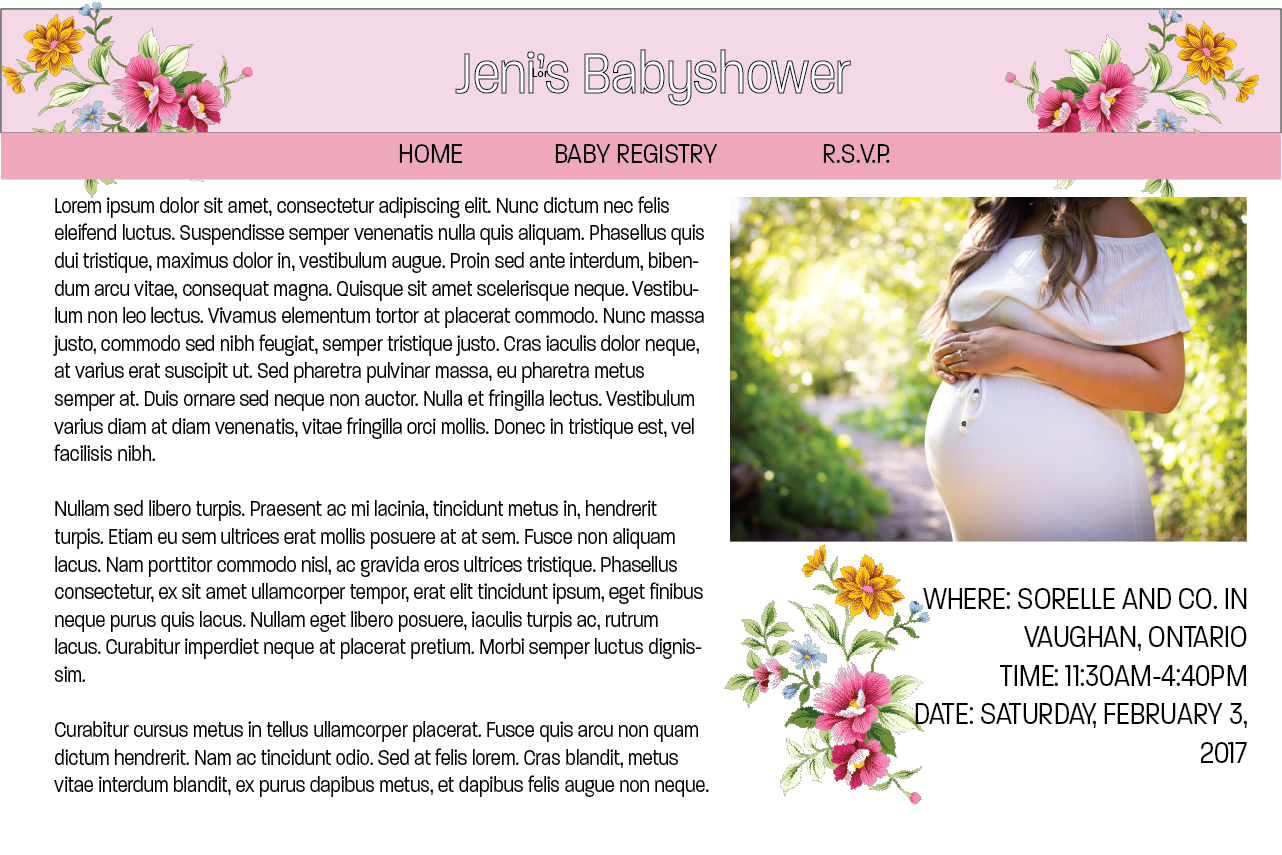 Jeni's Babyshower
Lor
HOME BABY REGISTRY R.S.V.P.
Lorem ipsum dolor sit amet, consectetur adipiscing elit. Nunc dictum nec felis
eleifend luctus. Suspendisse semper venenatis nulla quis aliquam. Phasellus quis
dui tristique, maximus dolor in, vestibulum augue. Proin sed ante interdum, biben-
dum arcu vitae, consequat magna. Quisque sit amet scelerisque neque. Vestibu-
lum non leo lectus. Vivamus elementum tortor at placerat commodo. Nunc massa
justo, commodo sed nibh feugiat, semper tristique justo. Cras iaculis dolor neque,
at varius erat suscipit ut. Sed pharetra pulvinar massa, eu pharetra metus
semper at. Duis ornare sed neque non auctor. Nulla et fringilla lectus. Vestibulum
varius diam at diam venenatis, vitae fringilla orci mollis. Donec in tristique est, vel
facilisis nibh.
Nullam sed libero turpis. Praesent ac mi lacinia, tincidunt metus in, hendrerit
turpis. Etiam eu sem ultrices erat mollis posuere at at sem. Fusce non aliquam
lacus. Nam porttitor commodo nisl, ac gravida eros ultrices tristique. Phasellus
consectetur, ex sit amet ullamcorper tempor, erat elit tincidunt ipsum, eget finibus
neque purus quis lacus. Nullam eget libero posuere, iaculis turpis ac, rutrum
lacus. Curabitur imperdiet neque at placerat pretium. Morbi semper luctus dignis-
sim.
Curabitur cursus metus in tellus ullamcorper placerat. Fusce quis arcu non quam
dictum hendrerit. Nam ac tincidunt odio. Sed at felis lorem. Cras blandit, metus
vitae interdum blandit, ex purus dapibus metus, et dapibus felis augue non neque.
WHERE: SORELLE AND CO. IN
VAUGHAN, ONTARIO
TIME: 11:30AM-4:40PM
DATE: SATURDAY, FEBRUARY 3,
2017